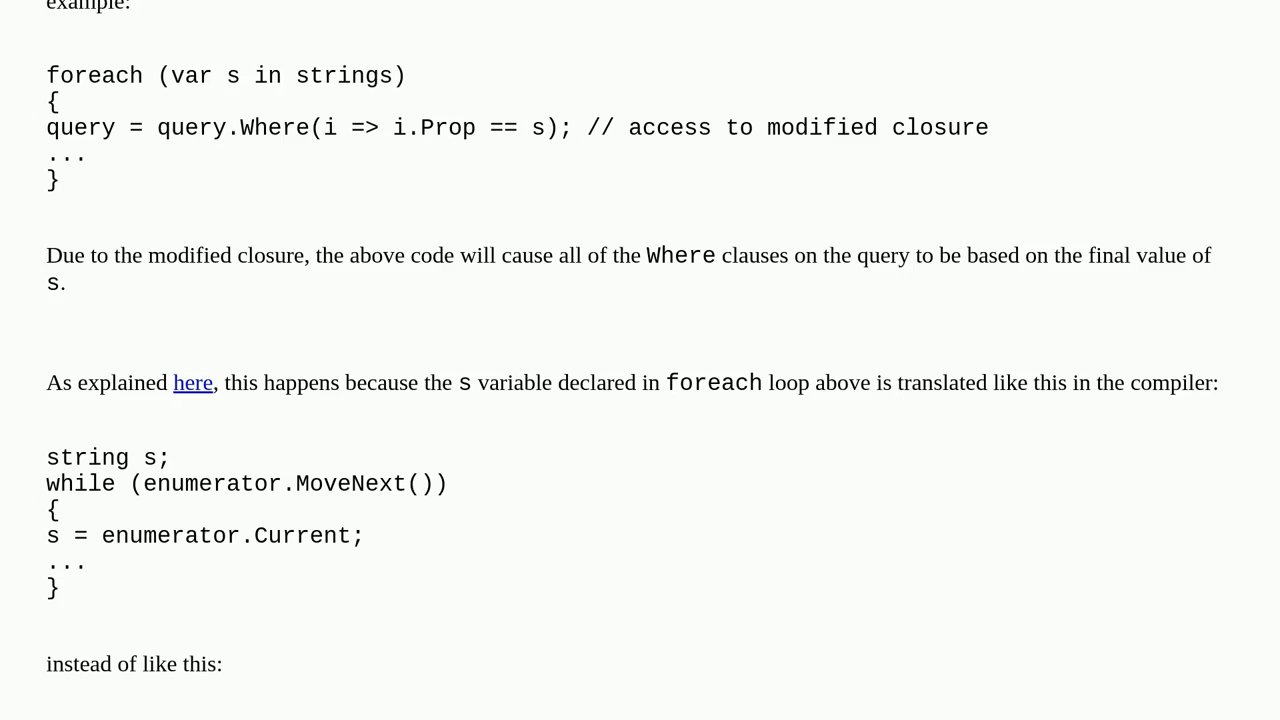 example:
foreach (var s in strings)
{
query = query.Where(i => i.Prop == s); // access to modified closure
...
}
Due to the modified closure, the above code will cause all of the Where clauses on the query to be based on the final value of
s.
As explained here, this happens because the s variable declared in foreach loop above is translated like this in the compiler:
string s;
while (enumerator.MoveNext())
{
s = enumerator.Current;
...
}
instead of like this: